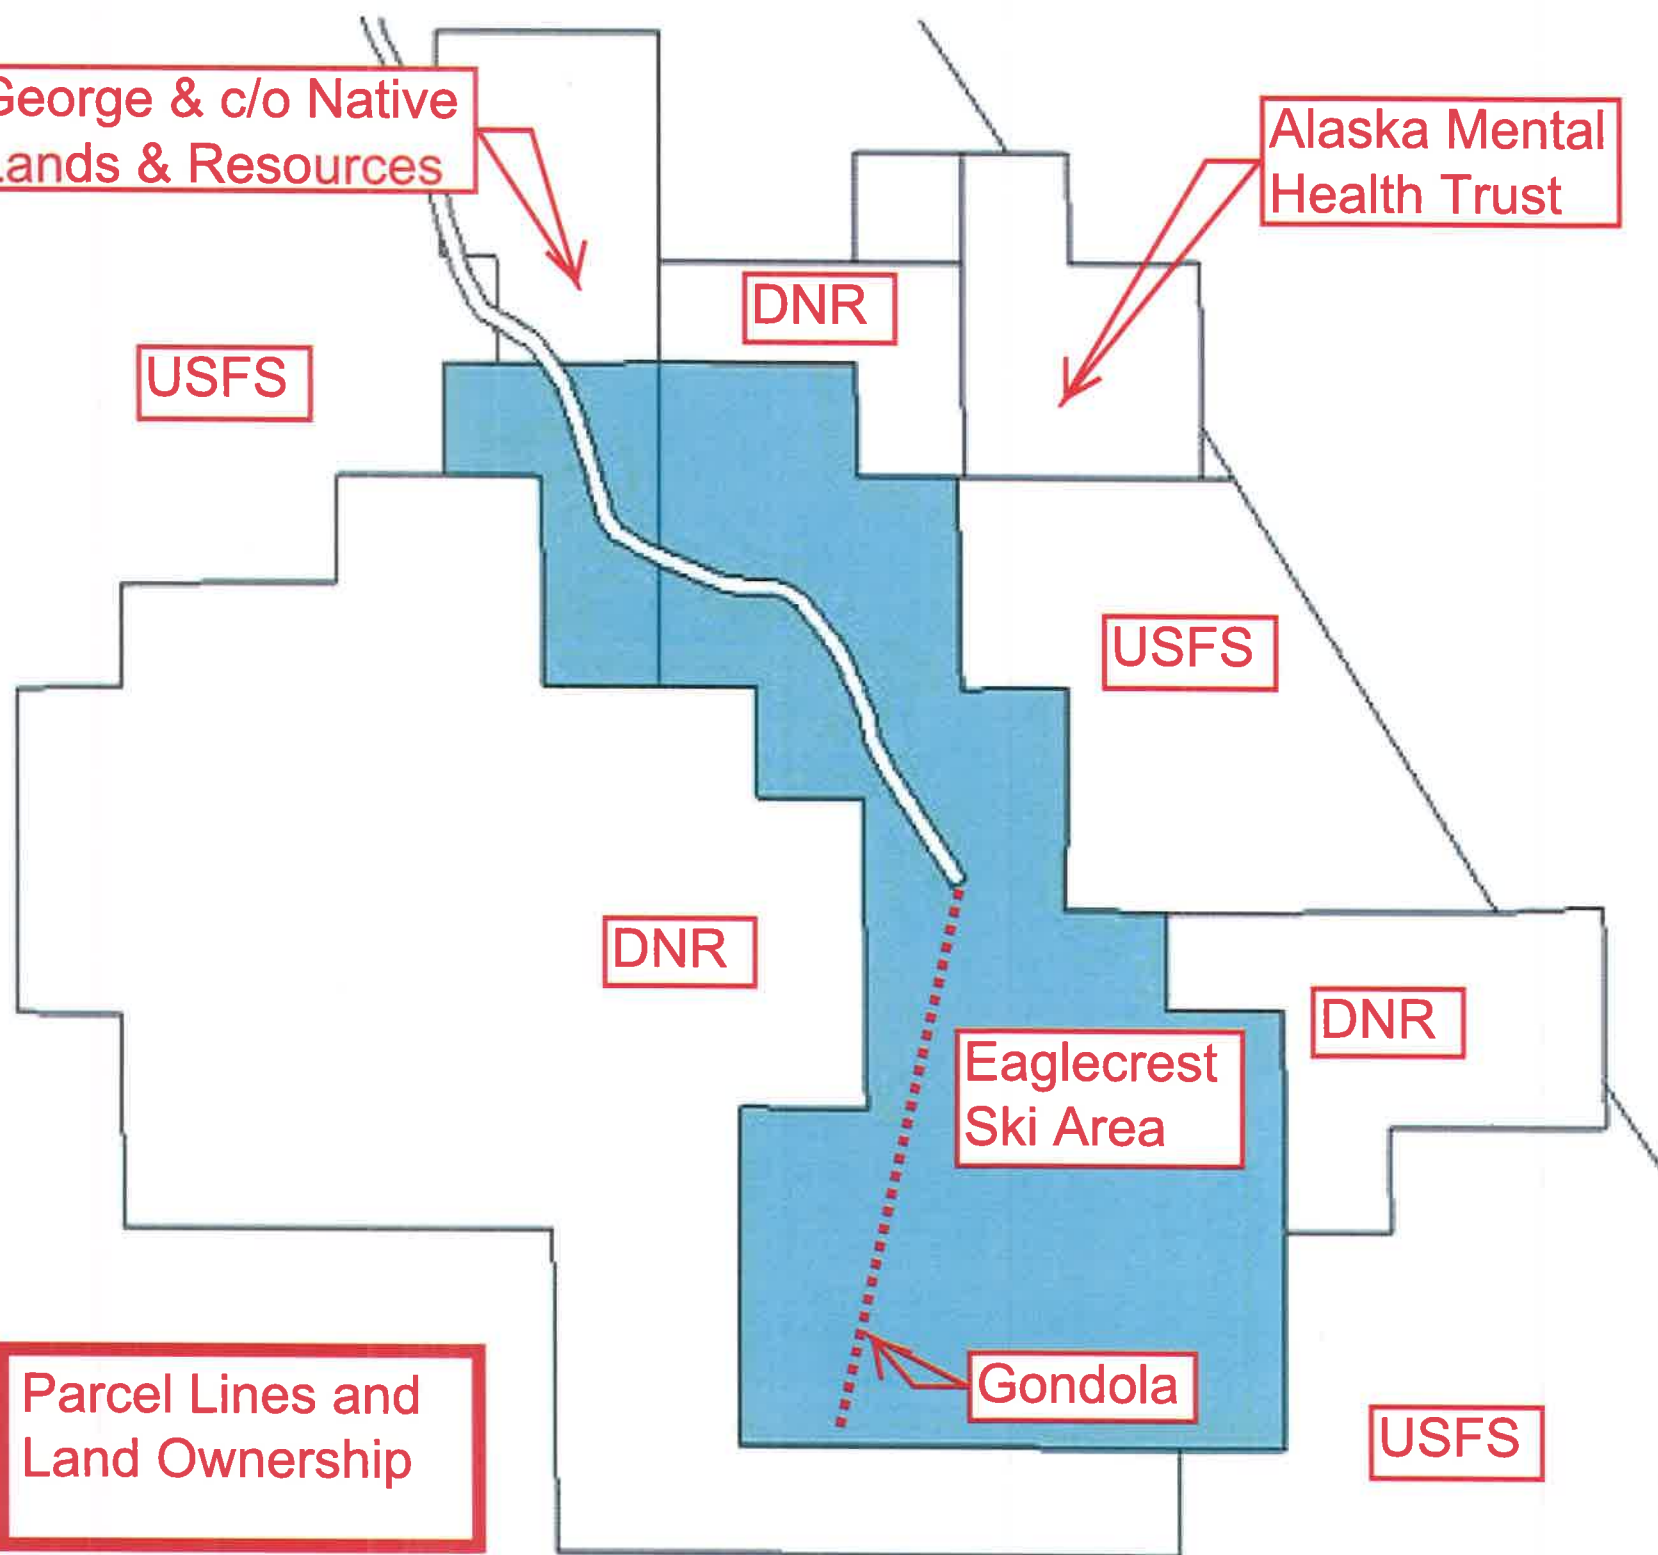 George & c/o Native
Lands & Resources
Alaska Mental
Health Trust
DNR
USFS
USFS
DNR
DNR
Eaglecrest
Ski Area
Gondola
Parcel Lines and
Land Ownership
USFS